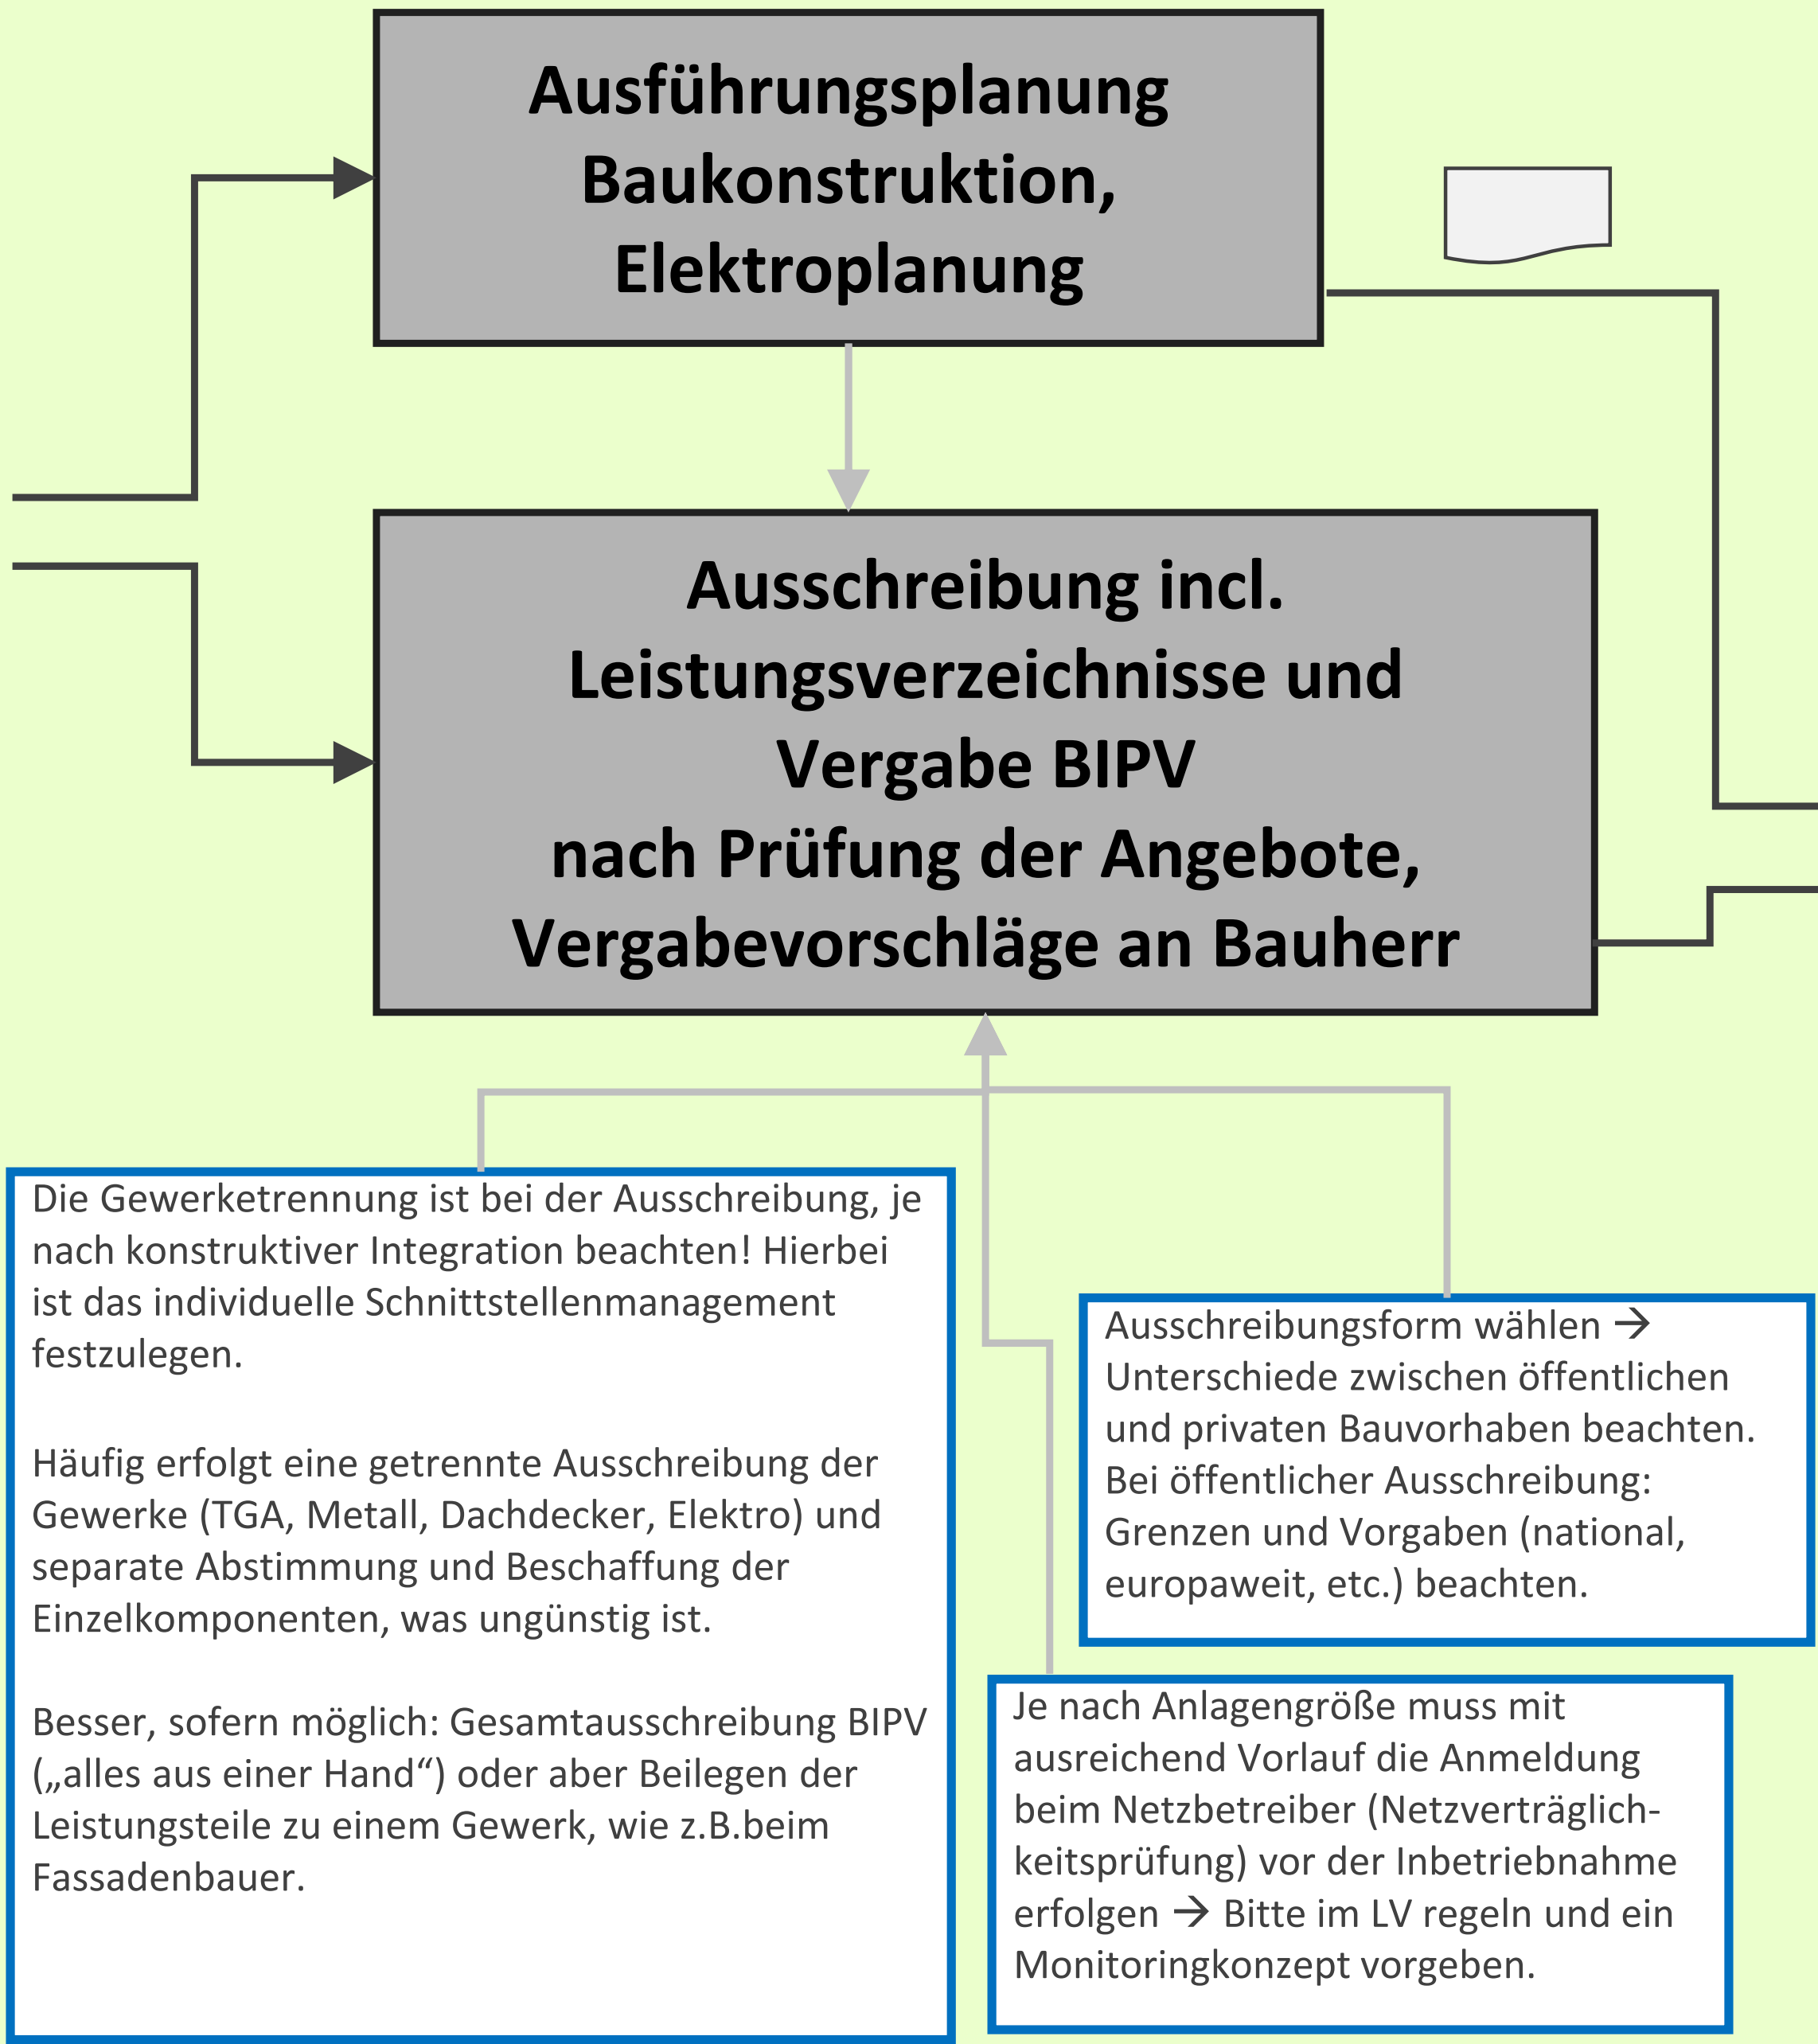 Ausführungsplanung
Baukonstruktion,
Elektroplanung
Ausschreibung incl.
Leistungsverzeichnisse und
Vergabe BIPV
nach Prüfung der Angebote,
Vergabevorschläge an Bauherr
Die Gewerketrennung ist bei der Ausschreibung, je
nach konstruktiver Integration beachten! Hierbei
ist das individuelle Schnittstellenmanagement
festzulegen.
Häufig erfolgt eine getrennte Ausschreibung der
Gewerke (TGA, Metall, Dachdecker, Elektro) und
separate Abstimmung und Beschaffung der
Einzelkomponenten, was ungünstig ist.
Besser, sofern möglich: Gesamtausschreibung BIPV
(„alles aus einer Hand“) oder aber Beilegen der
Leistungsteile zu einem Gewerk, wie z.B.beim
Fassadenbauer.
Ausschreibungsform wählen →
Unterschiede zwischen öffentlichen
und privaten Bauvorhaben beachten.
Bei öffentlicher Ausschreibung:
Grenzen und Vorgaben (national,
europaweit, etc.) beachten.
Je nach Anlagengröße muss mit
ausreichend Vorlauf die Anmeldung
beim Netzbetreiber (Netzverträglich-
keitsprüfung) vor der Inbetriebnahme
erfolgen → Bitte im LV regeln und ein
Monitoringkonzept vorgeben.